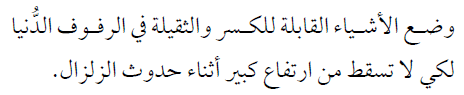 وضع الأشياء القابلة للكسر والثقيلة في الرفوف الدُّنيا
لكي لا تسقط من ارتفاع كبير أثناء حدوث الزلزال.